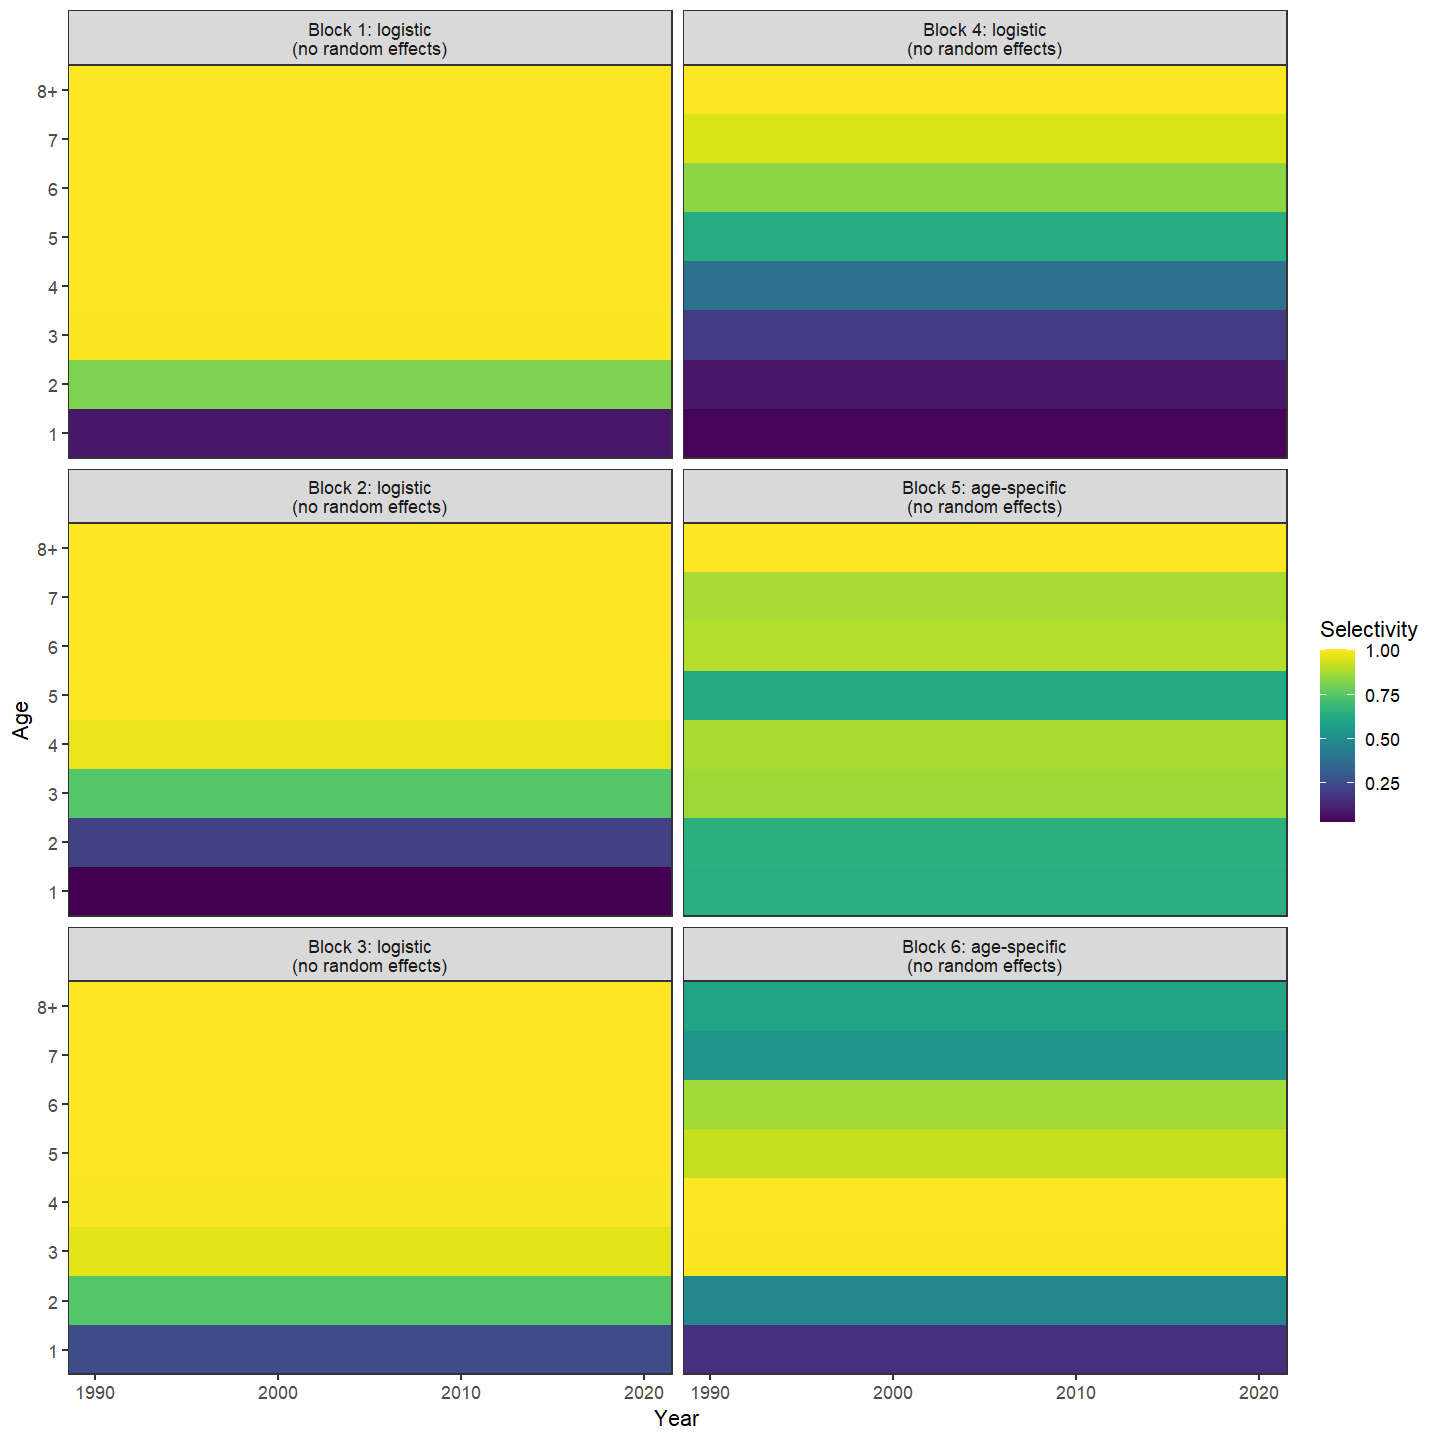 Block 1: logistic
(no random effects)
Block 4: logistic
(no random effects)
8+
7
6
5
4
3
2
1
Block 2: logistic
(no random effects)
Block 5: age-specific
(no random effects)
8+
7
6
5
4
3
2
1
Block 3: logistic
(no random effects)
Block 6: age-specific
(no random effects)
8+
7
6
5
4
3
2
1
1990 2000 2010 2020 1990 2000 2010 2020
Year
Age
Selectivity
1.00
0.75
0.50
0.25